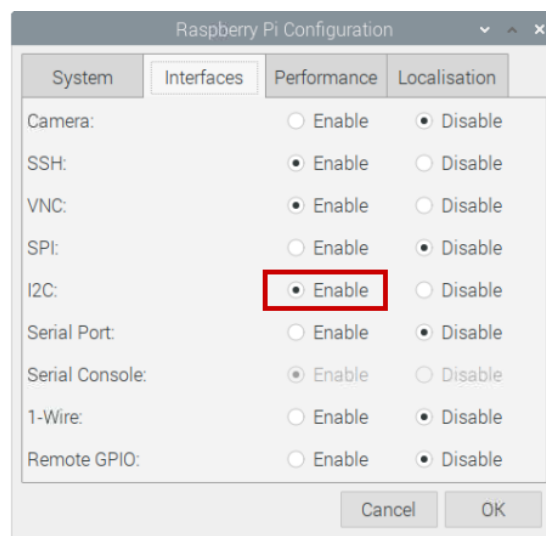 Raspberry Pi Configuration
System Interfaces Performance Localisation
Camera: Enable Disable
SSH: Enable Disable
VNC: Enable Disable
SPI: Enable Disable
I2C: Enable Disable
Serial Port: Enable Disable
Serial Console: Enable Disable
1-Wire: Enable Disable
Remote GPIO: Enable Disable
Cancel OK